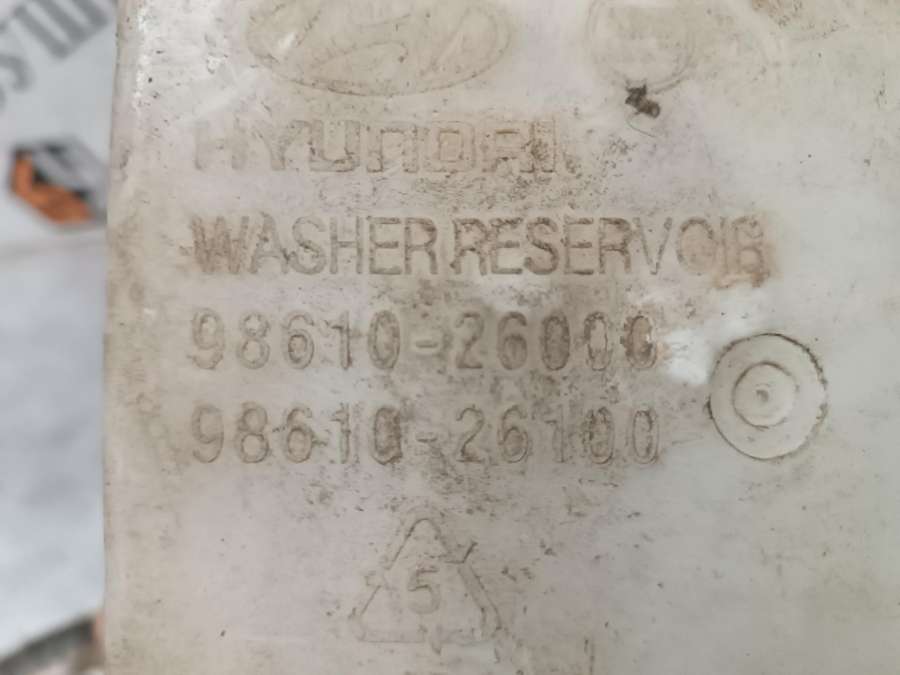 HYUNDAI
WASHER RESERVOIR
98610-26000
98610-26100
5